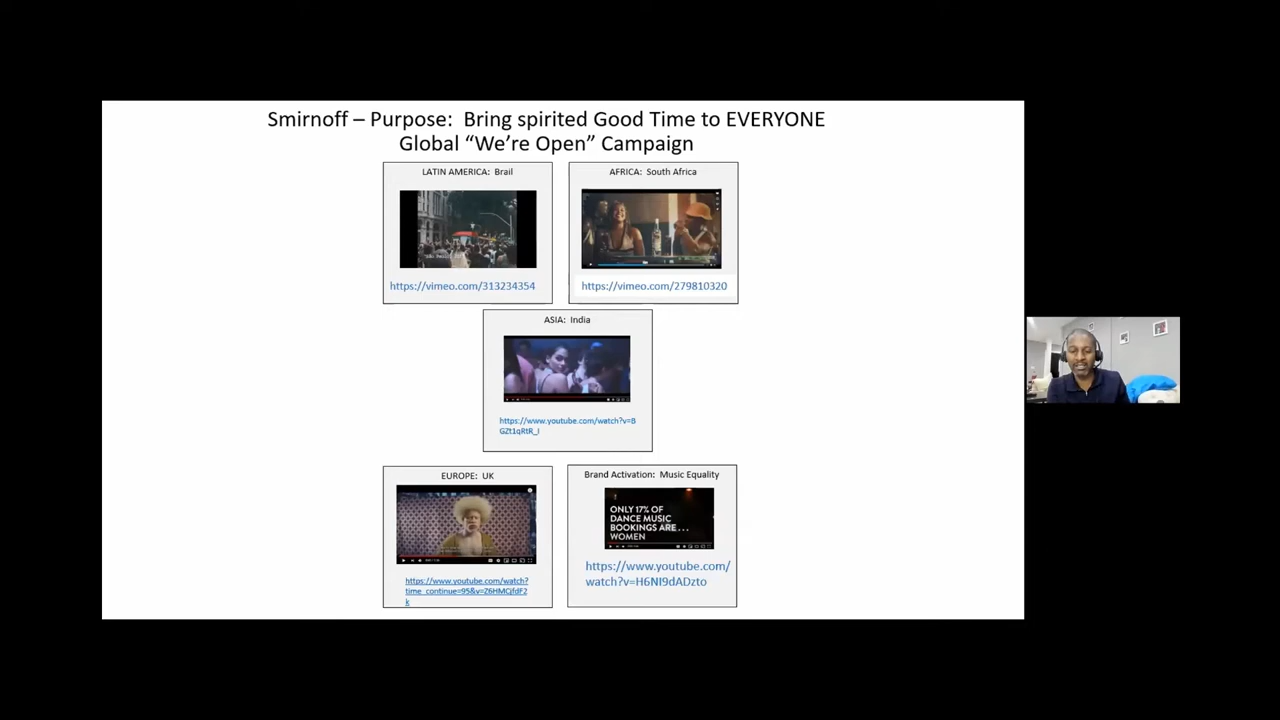 Smirnoff – Purpose: Bring spirited Good Time to EVERYONE
Global “We’re Open” Campaign
LATIN AMERICA: Brail
https://vimeo.com/313234354
AFRICA: South Africa
https://vimeo.com/279810320
ASIA: India
https://www.youtube.com/watch?v=B
GZt1qRtR_I
EUROPE: UK
https://www.youtube.com/watch?
time_continue=95&v=Z6HMCjfdF2
k
Brand Activation: Music Equality
ONLY 17% OF
DANCE MUSIC
BOOKINGS ARE...
WOMEN
https://www.youtube.com/
watch?v=H6NI9dADzto